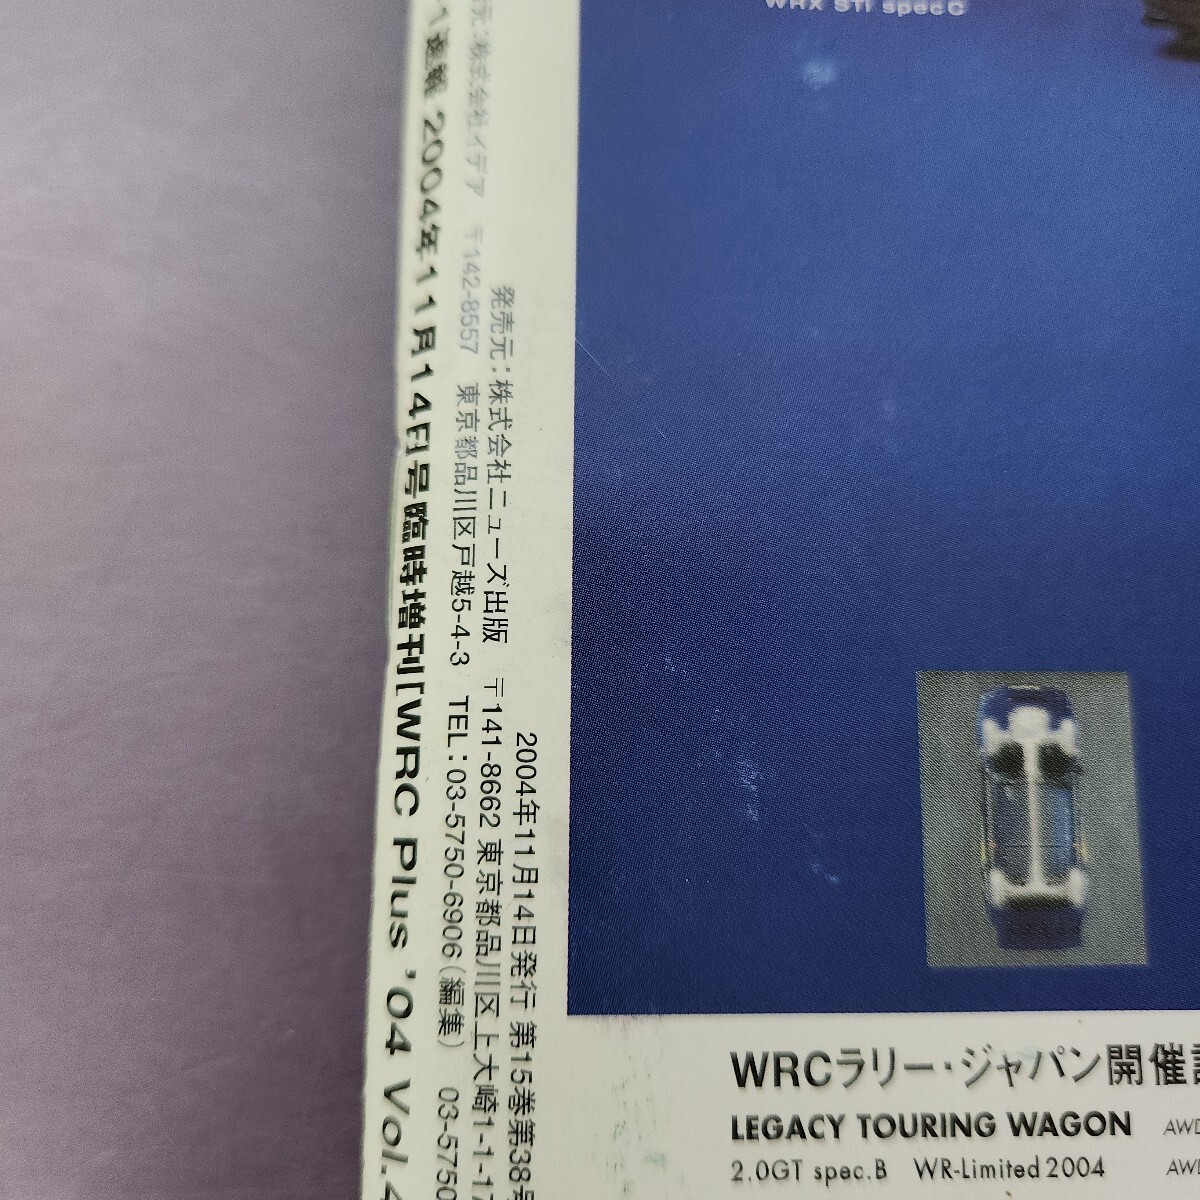 WRX STI specC
速報 2004年11月14日号臨時増刊[WRC Plus '04 Vol.4
元:株式会社イデア 〒142-8557 東京都品川区戸越5-4-3 TEL:03-5750-6906(編集) 03-5750
発売元:株式会社ニューズ出版 〒141-8662 東京都品川区上大崎1-1-17
2004年11月14日発行 第15巻第38号
WRCラリー・ジャパン開催
LEGACY TOURING WAGON AWD
2.0GT spec.B WR-Limited 2004 AWD